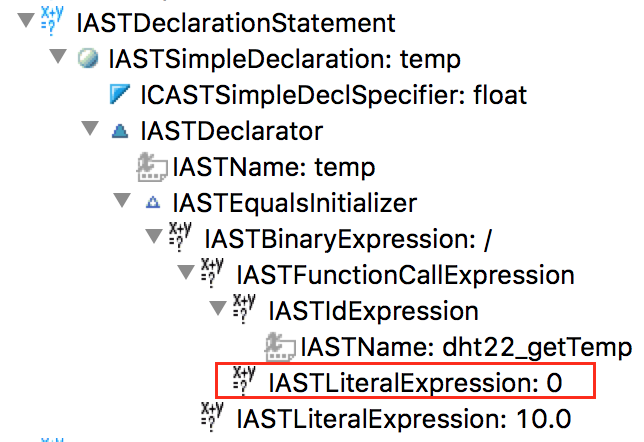 IASTDeclarationStatement
IASTSimpleDeclaration: temp
ICASTSimpleDeclSpecifier: float
IASTDeclarator
IASTName: temp
IASTEqualsInitializer
IASTBinaryExpression: /
IASTFunctionCallExpression
IASTIdExpression
IASTName: dht22_getTemp
IASTLiteralExpression: 0
IASTLiteralExpression: 10.0